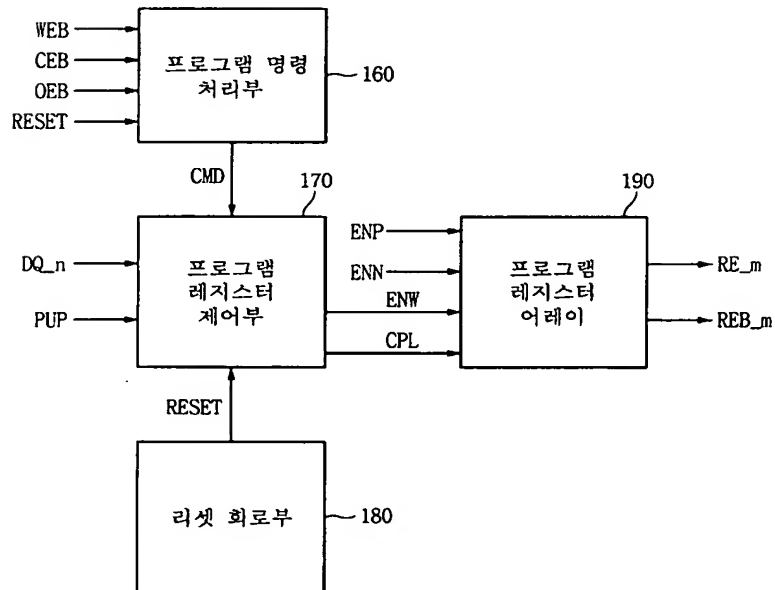 WEB
CEB
OEB
RESET
프로그램 명령
처리부
160
CMD
170
190
DQ_n
PUP
프로그램
레지스터
제어부
ENP
ENN
ENW
CPL
프로그램
레지스터
어레이
RE_m
REB_m
RESET
리셋 회로부
180